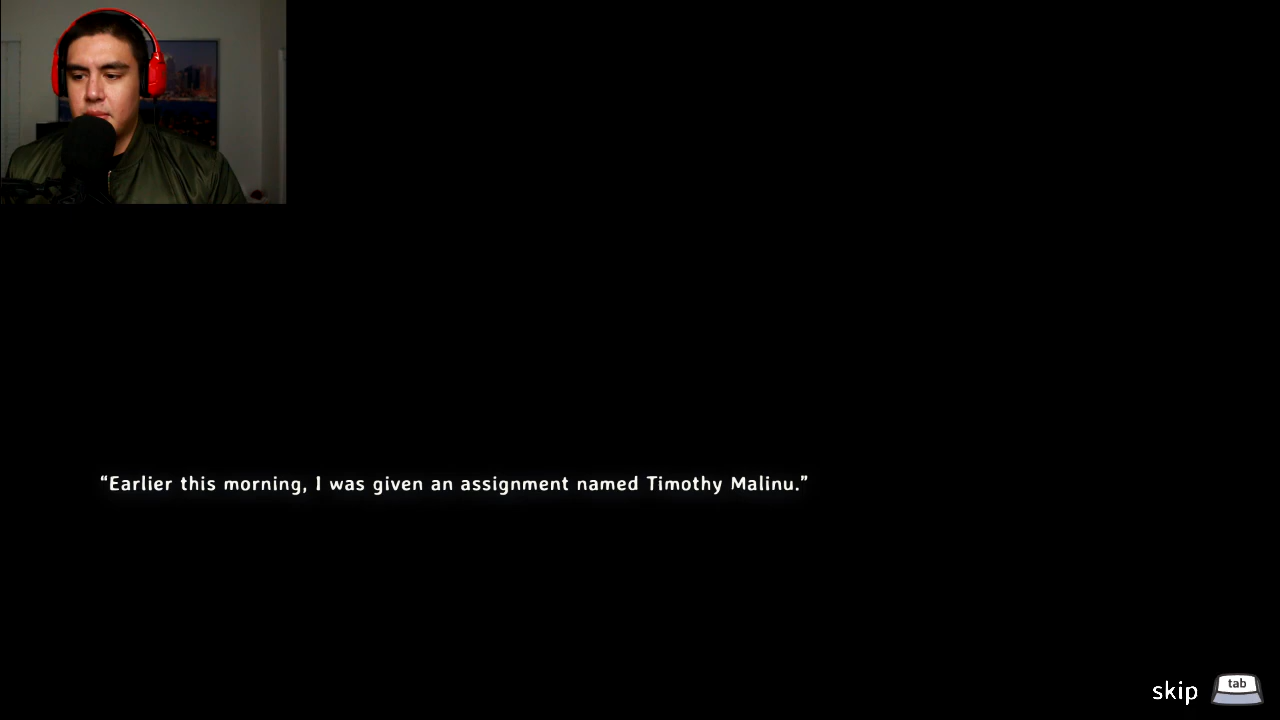 “Earlier this morning, I was given an assignment named Timothy Malinu.”
skip tab